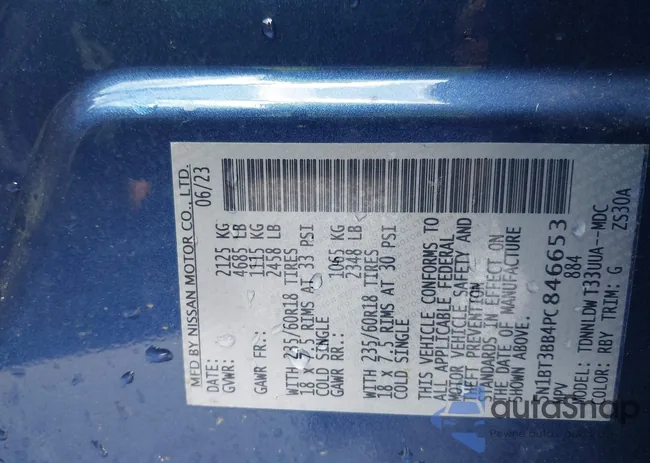 MFD BY NISSAN MOTOR CO., LTD.
DATE: 06/23
GVWR: 2125 KG
4685 LB
GAWR FR.: 1115 KG
2458 LB
WITH 235/60R18 TIRES
18 x 7.5 RIMS AT 33 PSI
COLD SINGLE
GAWR RR.: 1065 KG
2348 LB
WITH 235/60R18 TIRES
18 x 7.5 RIMS AT 30 PSI
COLD SINGLE
THIS VEHICLE CONFORMS TO
ALL APPLICABLE FEDERAL
MOTOR VEHICLE SAFETY AND
THEFT PREVENTION
STANDARDS IN EFFECT ON
THE DATE OF MANUFACTURE
SHOWN ABOVE.
JN1BT3BB4PC846653
MPV 884
MODEL: TDNNLDWT33UUA--MDC
COLOR: RBY TRIM: G ZS30A
autoSnap